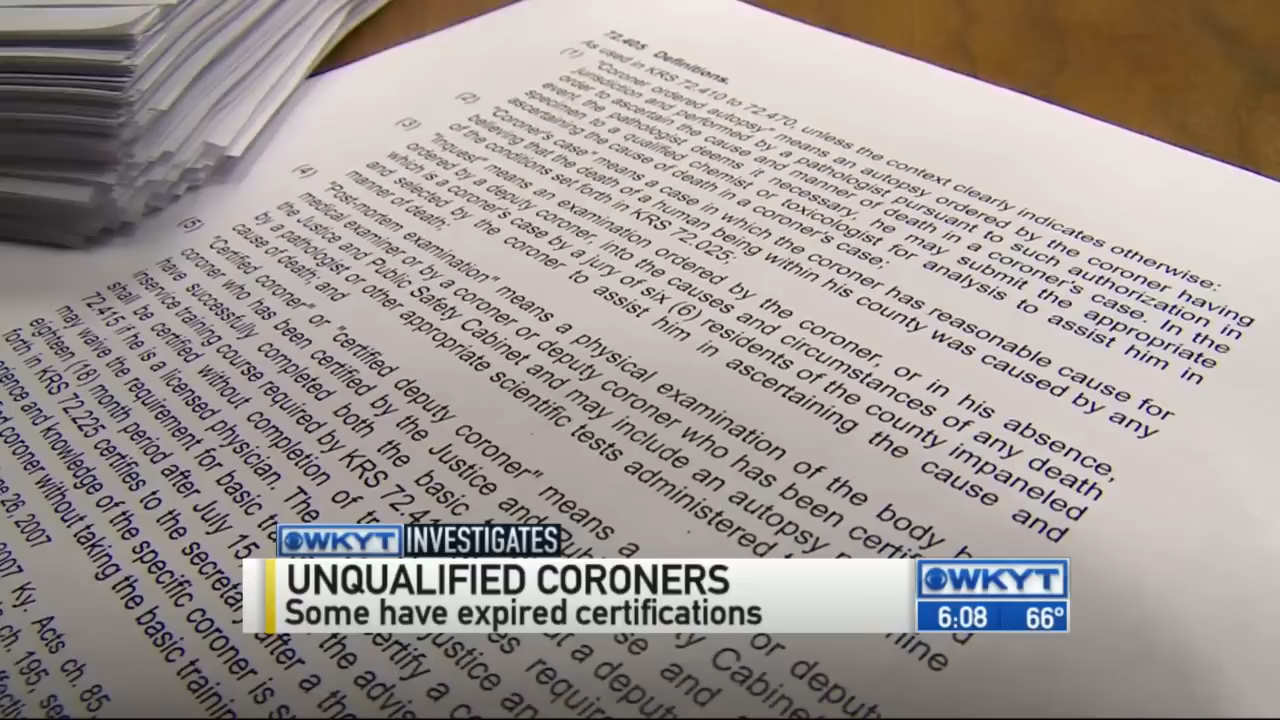 72.405 Definitions.
As used in KRS 72.410 to 72.470, unless the context clearly indicates otherwise:
(1) "Coroner ordered autopsy" means an autopsy ordered by the coroner having
jurisdiction and performed by a pathologist pursuant to such authorization in
order to ascertain the cause and manner of death in a coroner's case. In the
event the pathologist deems it necessary, he may submit the appropriate
specimen to a qualified chemist or toxicologist for analysis to assist him in
ascertaining the cause of death in a coroner's case;
(2) "Coroner's case" means a case in which the coroner has reasonable cause for
believing that the death of a human being within his county was caused by any
of the conditions set forth in KRS 72.025;
(3) "Inquest" means an examination ordered by the coroner, or in his absence,
ordered by a deputy coroner, into the causes and circumstances of any death
which is a coroner's case by a jury of six (6) residents of the county impaneled
and selected by the coroner to assist him in ascertaining the cause and
manner of death;
(4) "Post-mortem examination" means a physical examination of the body b
medical examiner or by a coroner or deputy coroner who has been certif
the Justice and Public Safety Cabinet and may include an autopsy
by a pathologist or other appropriate scientific tests administered
cause of death; and
(5) "Certified coroner" or "certified deputy coroner" means a
coroner who has been certified by the Justice and
have successfully completed both the basic
inservice training course required by KRS 72.41
72.415 if he is a licensed physician. The
shall be certified without completion of
may waive the requirement for basic
eighteen (18) month period after July 15
forth in KRS 72.225 certifies to the secretary after a
and knowledge of the specific coroner is
coroner without taking the basic training
26, 2007
2007 Ky. Acts ch. 85,
ch. 195, sec
WKYT INVESTIGATES
UNQUALIFIED CORONERS
Some have expired certifications
WKYT
6:08 66°